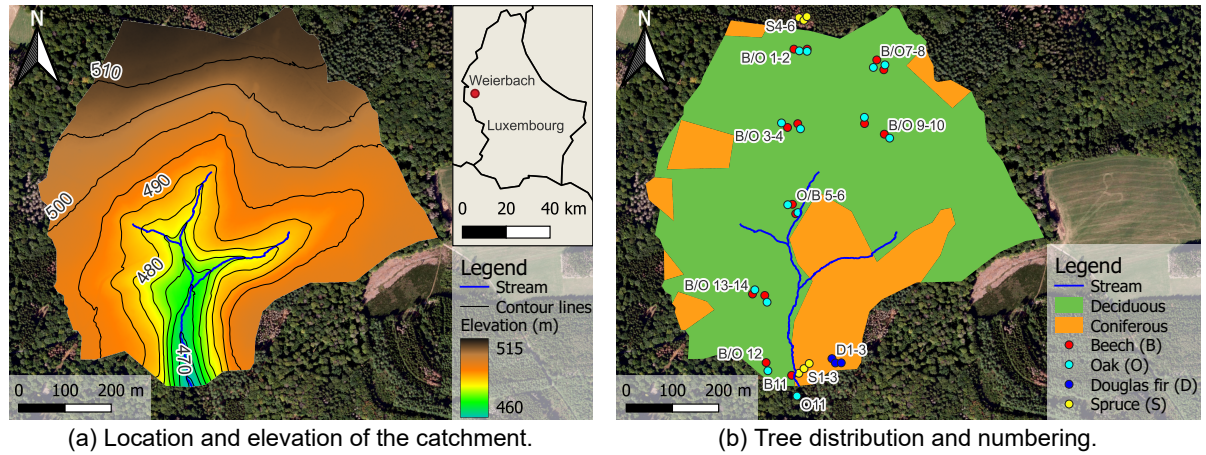 N
510
500
490
480
470
Weierbach
Luxembourg
0 20 40 km
Legend
Stream
Contour lines
Elevation (m)
515
460
0 100 200 m
(a) Location and elevation of the catchment.
N
S4-6
B/O 1-2
B/O7-8
B/O 3-4
B/O 9-10
O/B 5-6
B/O 13-14
B/O 12
D1-3
B11
S1-3
O11
Legend
Stream
Deciduous
Coniferous
Beech (B)
Oak (O)
Douglas fir (D)
Spruce (S)
0 100 200 m
(b) Tree distribution and numbering.